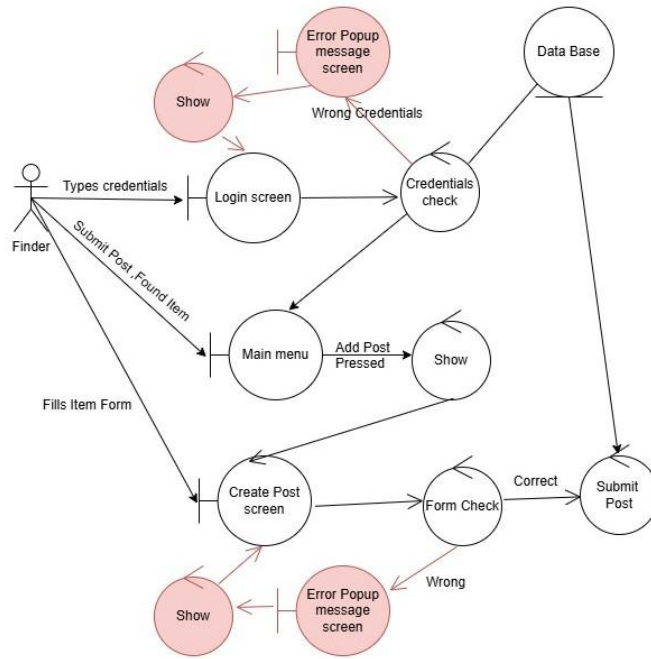 Error Popup
message
screen
Data Base
Show
Wrong Credentials
Types credentials
Login screen
Credentials
check
Finder
Submit Post ,Found Item
Main menu
Add Post
Pressed
Show
Fills Item Form
Create Post
screen
Form Check
Correct
Submit
Post
Wrong
Show
Error Popup
message
screen